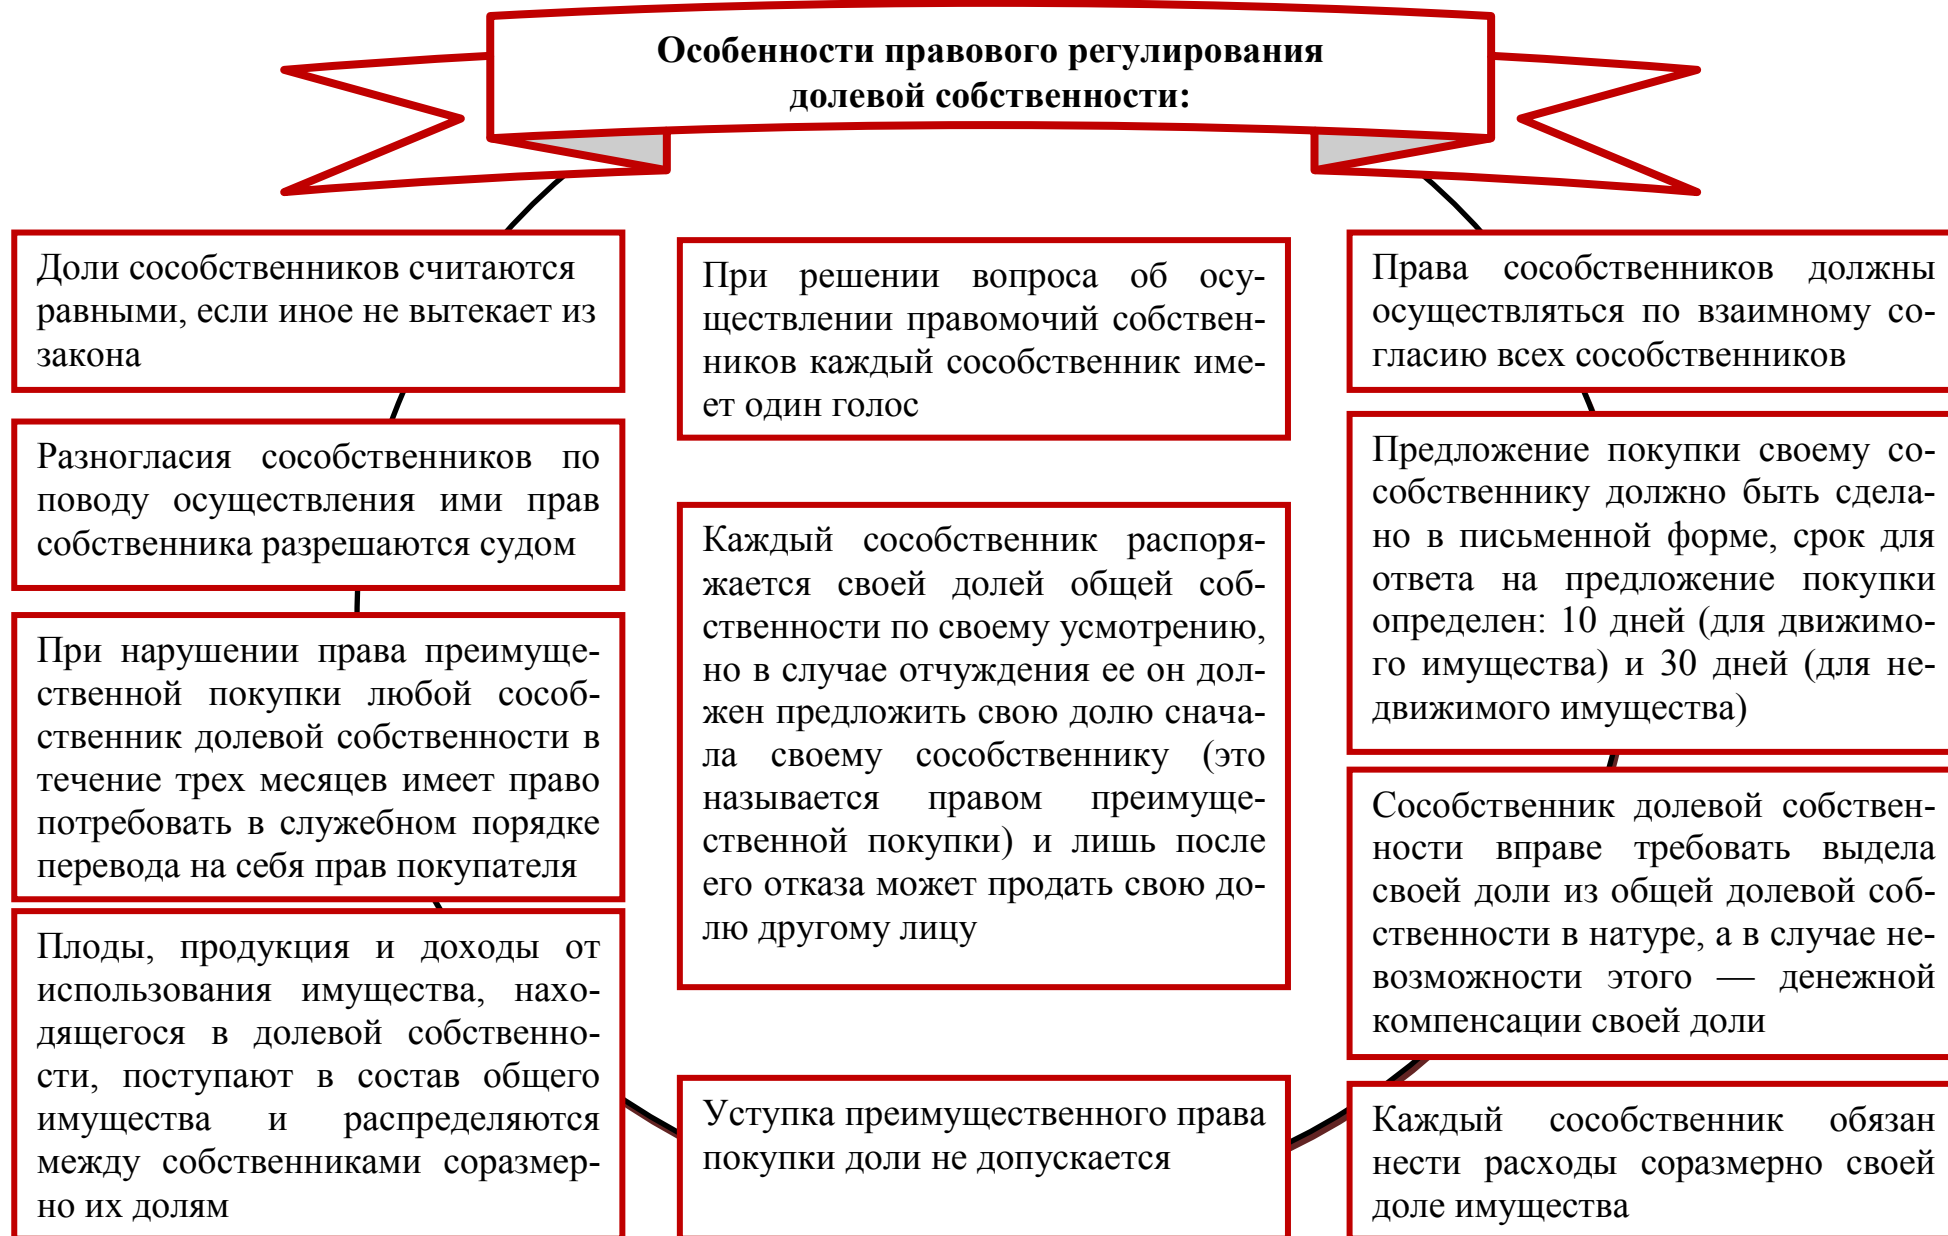 Особенности правового регулирования
долевой собственности:
Доли сособственников считаются
равными, если иное не вытекает из
закона
Разногласия сособственников по
поводу осуществления ими прав
собственника разрешаются судом
При нарушении права преимуще-
ственной покупки любой сособ-
ственник долевой собственности в
течение трех месяцев имеет право
потребовать в служебном порядке
перевода на себя прав покупателя
Плоды, продукция и доходы от
использования имущества, нахо-
дящегося в долевой собственно-
сти, поступают в состав общего
имущества и распределяются
между собственниками соразмер-
но их долям
При решении вопроса об осу-
ществлении правомочий собствен-
ников каждый сособственник име-
ет один голос
Каждый сособственник распоря-
жается своей долей общей соб-
ственности по своему усмотрению,
но в случае отчуждения ее он дол-
жен предложить свою долю снача-
ла своему сособственнику (это
называется правом преимуще-
ственной покупки) и лишь после
его отказа может продать свою до-
лю другому лицу
Уступка преимущественного права
покупки доли не допускается
Права сособственников должны
осуществляться по взаимному со-
гласию всех сособственников
Предложение покупки своему со-
собственнику должно быть сдела-
но в письменной форме, срок для
ответа на предложение покупки
определен: 10 дней (для движимо-
го имущества) и 30 дней (для не-
движимого имущества)
Сособственник долевой собствен-
ности вправе требовать выдела
своей доли из общей долевой соб-
ственности в натуре, а в случае не-
возможности этого — денежной
компенсации своей доли
Каждый сособственник обязан
нести расходы соразмерно своей
доле имущества